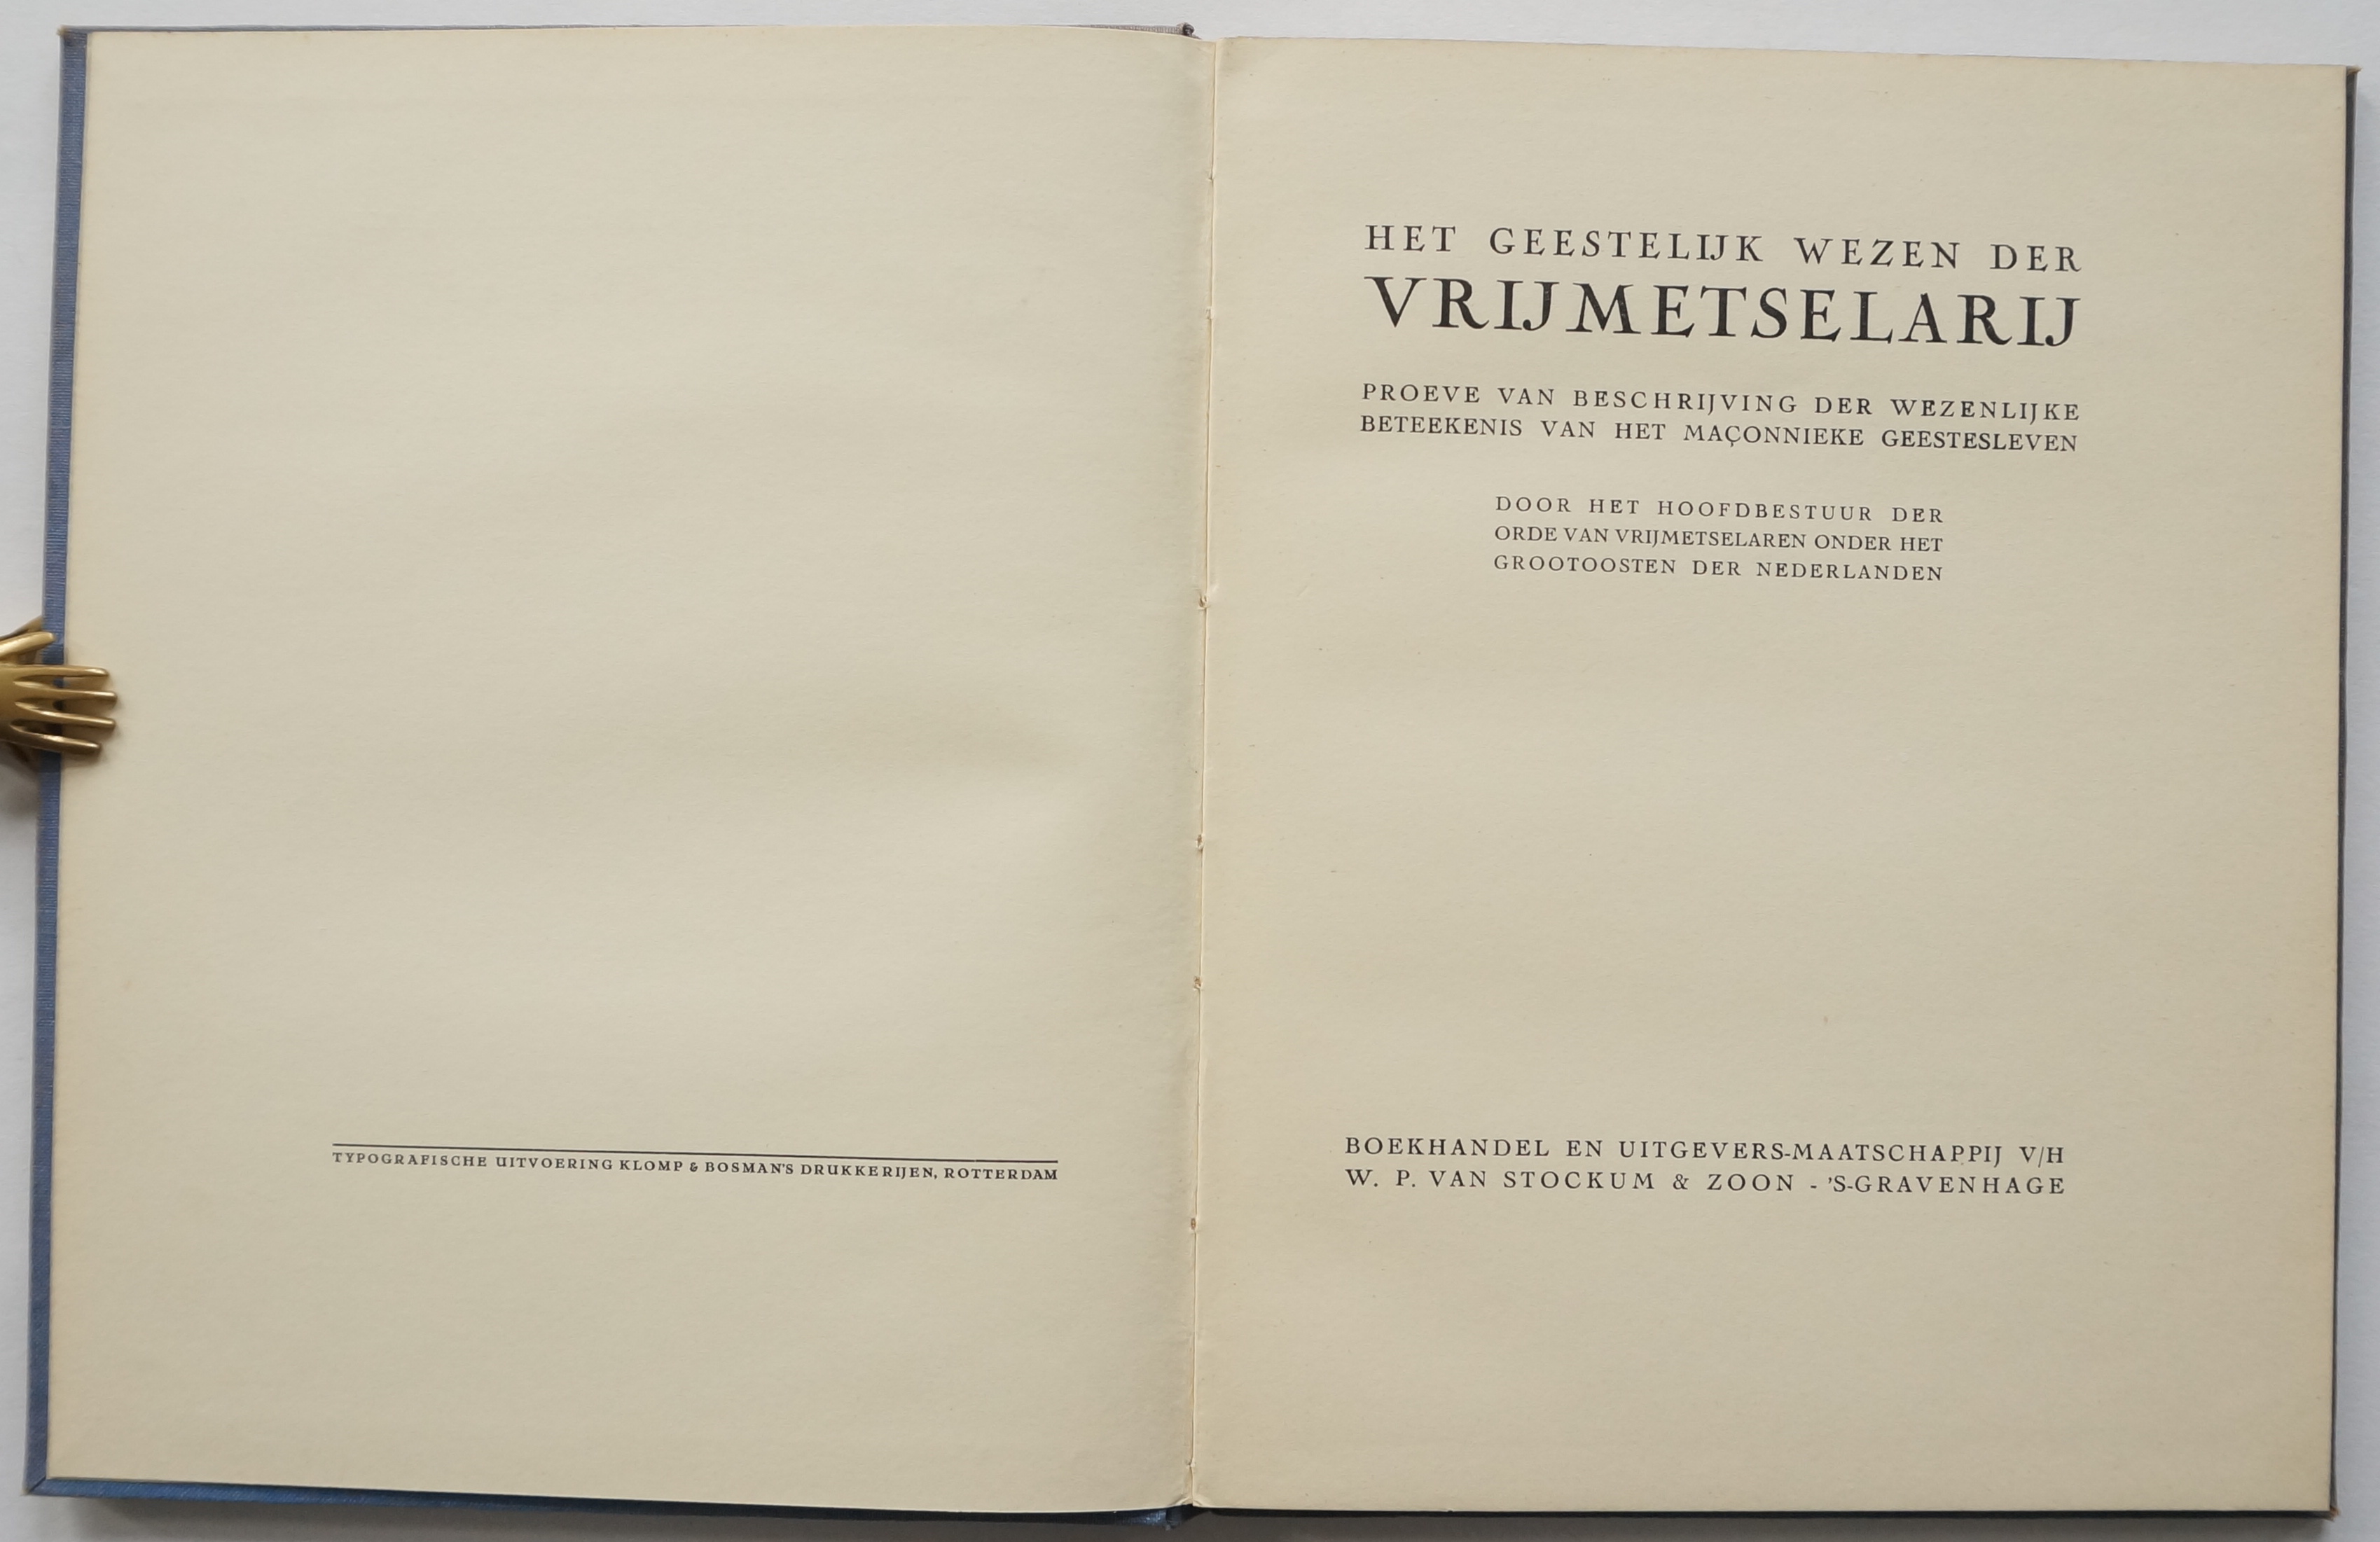 TYPOGRAFISCHE UITVOERING KLOMP & BOSMAN'S DRUKKERIJEN, ROTTERDAM
HET GEESTELIJK WEZEN DER
VRIJMETSELARIJ
PROEVE VAN BESCHRIJVING DER WEZENLIJKE
BETEEKENIS VAN HET MAÇONNIEKE GEESTESLEVEN
DOOR HET HOOFDBESTUUR DER
ORDE VAN VRIJMETSELAREN ONDER HET
GROOTOOSTEN DER NEDERLANDEN
BOEKHANDEL EN UITGEVERS-MAATSCHAPPIJ V/H
W. P. VAN STOCKUM & ZOON - 'S-GRAVENHAGE